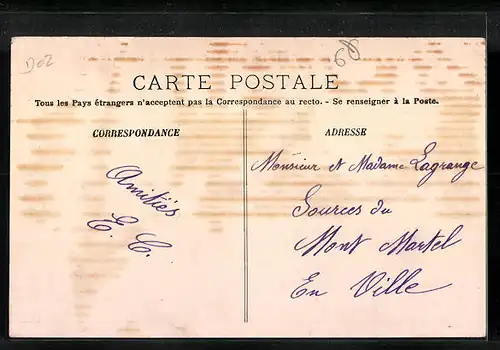 Doz
68
CARTE POSTALE
Tous les Pays étrangers n'acceptent pas la Correspondance au recto. - Se renseigner à la Poste.
CORRESPONDANCE
Amitiés
E. C.
ADRESSE
Monsieur et Madame Lagrange
Sources du
Mont Martel
En Ville